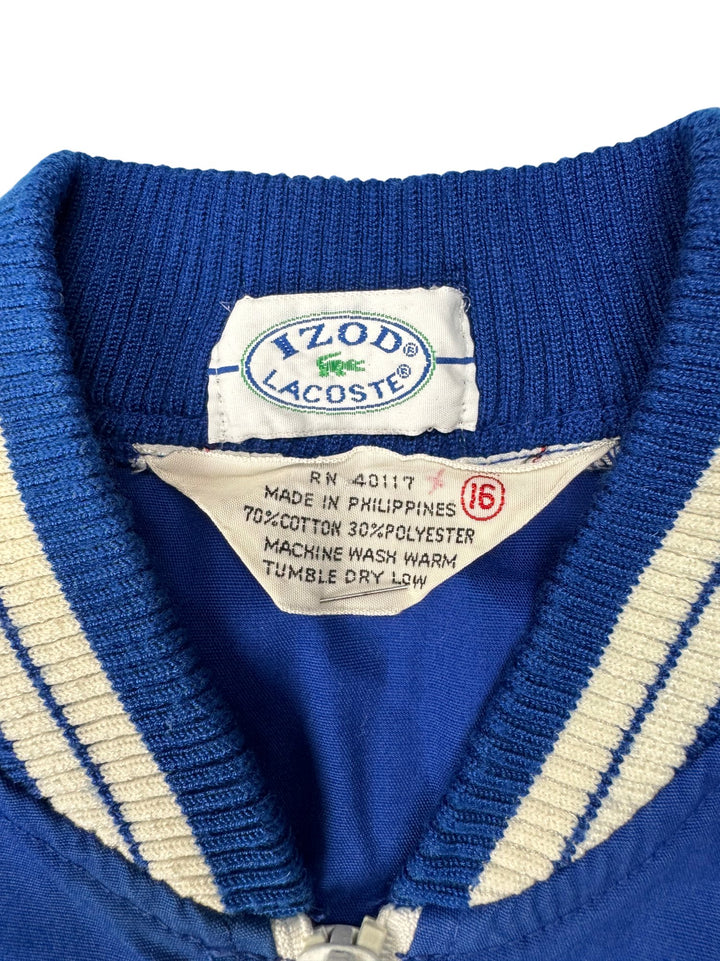 IZOD®
LACOSTE®
RN 40117
MADE IN PHILIPPINES 16
70%COTTON 30%POLYESTER
MACHINE WASH WARM
TUMBLE DRY LOW